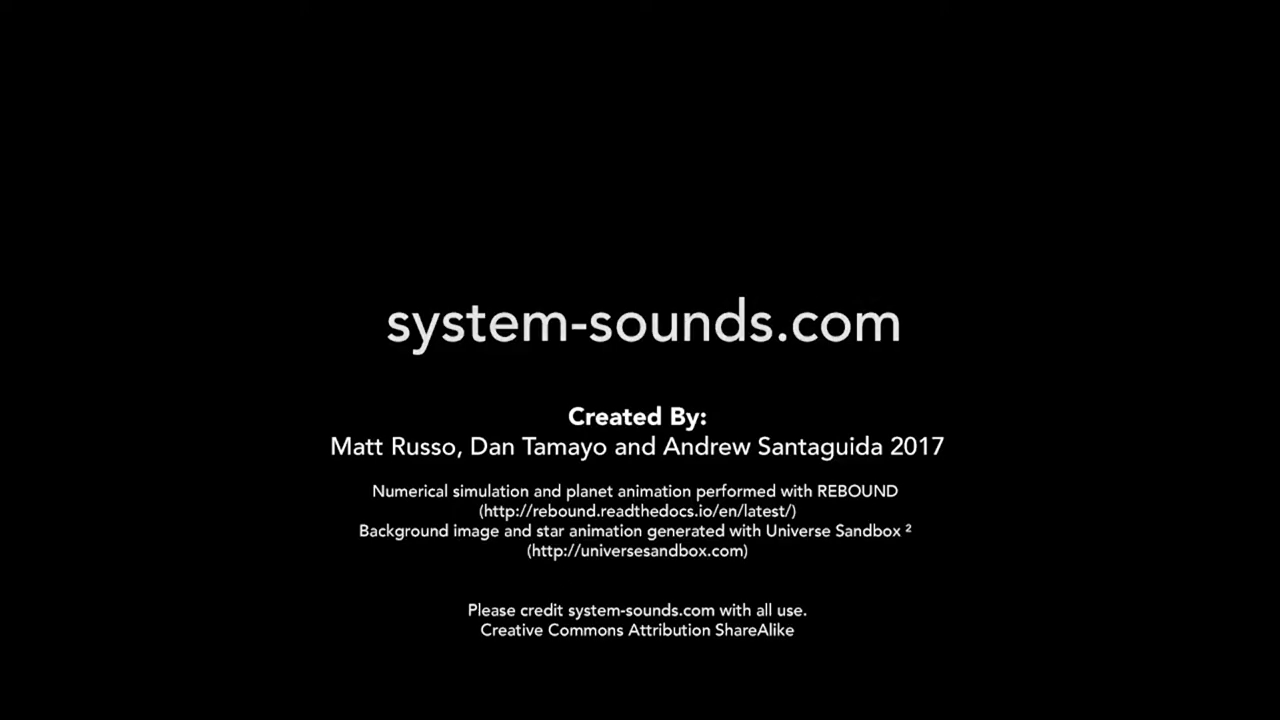 system-sounds.com
Created By:
Matt Russo, Dan Tamayo and Andrew Santaguida 2017
Numerical simulation and planet animation performed with REBOUND
(http://rebound.readthedocs.io/en/latest/)
Background image and star animation generated with Universe Sandbox ²
(http://universesandbox.com)
Please credit system-sounds.com with all use.
Creative Commons Attribution ShareAlike